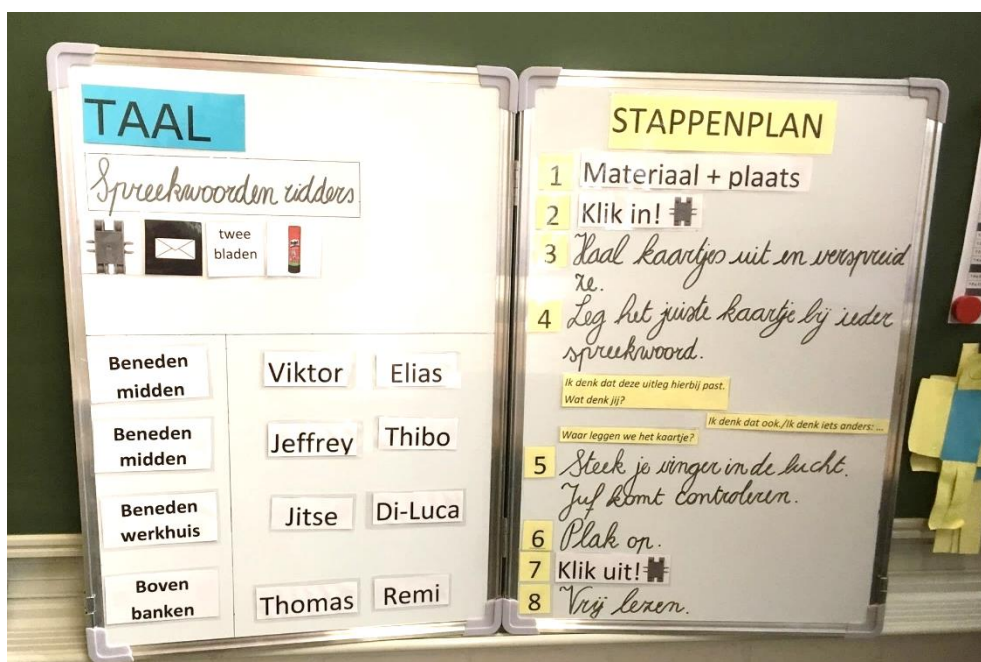 TAAL
Spreekwoorden ridders
twee
bladen
Beneden
midden
Viktor Elias
Beneden
midden
Jeffrey Thibo
Beneden
werkhuis
Jitse Di-Luca
Boven
banken
Thomas Remi
STAPPENPLAN
1 Materiaal + plaats
2 Klik in!
3 Haal kaartjes uit en verspreid
ze.
4 Leg het juiste kaartje bij ieder
spreekwoord.
Ik denk dat deze uitleg hierbij past.
Wat denk jij?
Ik denk dat ook./Ik denk iets anders: ...
Waar leggen we het kaartje?
5 Steek je vinger in de lucht.
Juf komt controleren.
6 Plak op.
7 Klik uit!
8 Vrij lezen.